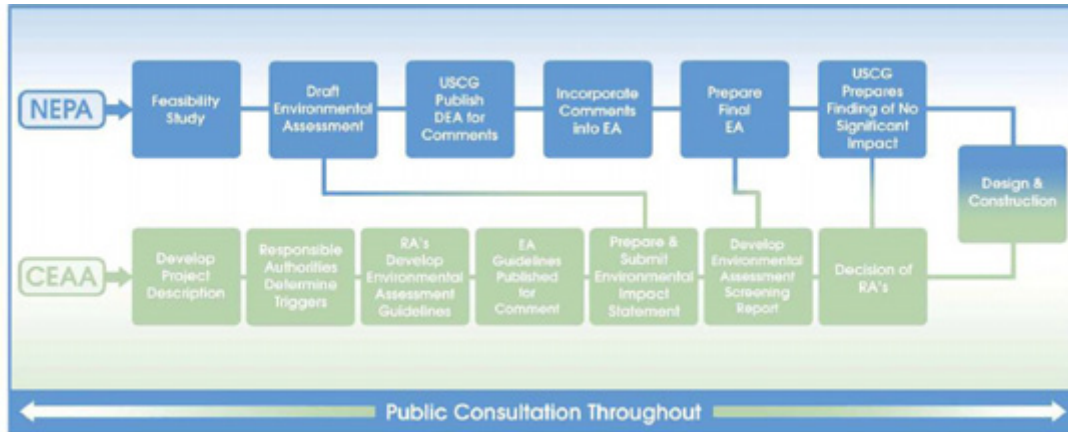 NEPA
Feasibility
Study
Draft
Environmental
Assessment
USCG
Publish
DEA for
Comments
Incorporate
Comments
into EA
Prepare
Final
EA
USCG
Prepares
Finding of No
Significant
Impact
Design &
Construction
CEAA
Develop
Project
Description
Responsible
Authorities
Determine
Triggers
RA's
Develop
Environmental
Assessment
Guidelines
EA
Guidelines
Published
for
Comment
Prepare &
Submit
Environmental
Impact
Statement
Develop
Environmental
Assessment
Screening
Report
Decision of
RA's
Public Consultation Throughout